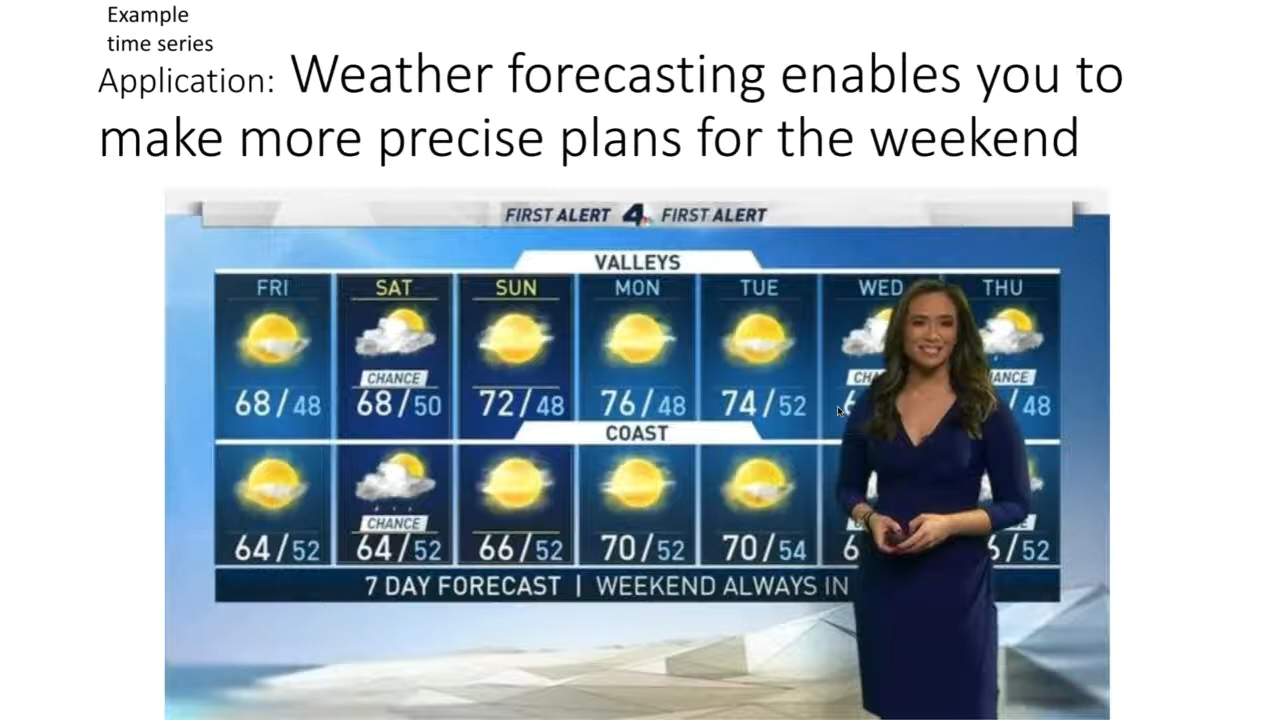 Example
time series
Application: Weather forecasting enables you to
make more precise plans for the weekend
FIRST ALERT 4 FIRST ALERT
VALLEYS
FRI SAT SUN MON TUE WED THU
CHANCE
68/48 68/50 72/48 76/48 74/52 /48
COAST
CHANCE
64/52 64/52 66/52 70/52 70/54 6 /52
7 DAY FORECAST | WEEKEND ALWAYS IN